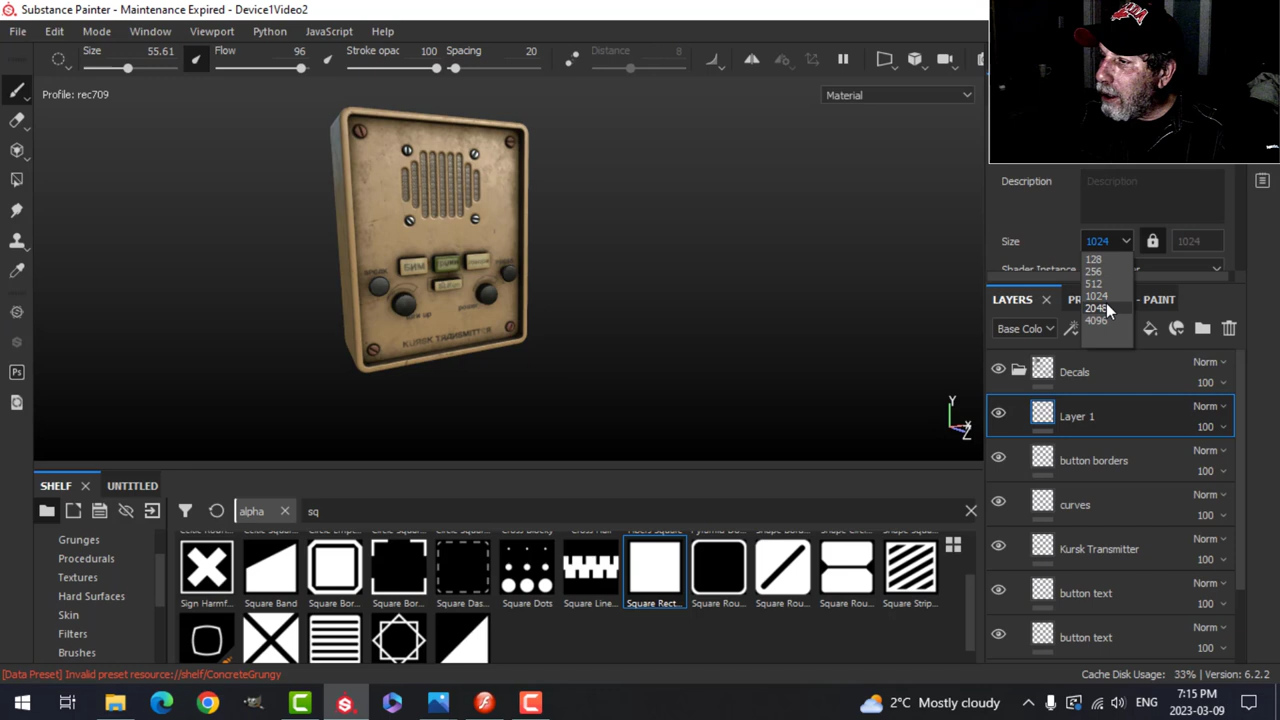 Substance Painter - Maintenance Expired - Device1Video2
File Edit Mode Window Viewport Python JavaScript Help
Size 55.61 Flow 96 Stroke opac 100 Spacing 20 Distance 8
Profile: rec709
Material
SPEAK
power
KURSK TRANSMITTER
Y
X
Z
Description Description
Size 1024 1024
128
256
512
1024
2048
4096
LAYERS
- PAINT
Base Colo
Norm
Decals
100
Norm
Layer 1
100
Norm
button borders
100
Norm
curves
100
Norm
Kursk Transmitter
100
Norm
button text
100
Norm
button text
100
SHELF UNTITLED
alpha sq
Grunges
Procedurals
Textures
Hard Surfaces
Skin
Filters
Brushes
Sign Harmf... Square Band Square Bor... Square Bor... Square Das... Square Dots Square Line... Square Rect... Square Rou... Square Rou... Square Rou... Square Strip...
[Data Preset] Invalid preset resource://shelf/ConcreteGrungy
Cache Disk Usage: 33% | Version: 6.2.2
Ps
2°C Mostly cloudy
ENG
7:15 PM
2023-03-09